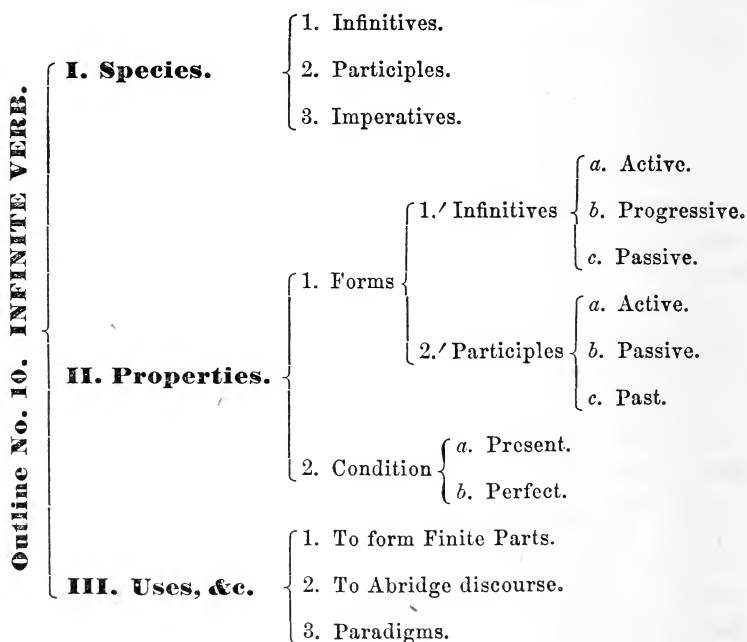 Outline No. 10. INFINITE VERB.
I. Species.
1. Infinitives.
2. Participles.
3. Imperatives.
II. Properties.
1. Forms
1.′ Infinitives
a. Active.
b. Progressive.
c. Passive.
2.′ Participles
a. Active.
b. Passive.
c. Past.
2. Condition
a. Present.
b. Perfect.
III. Uses, &c.
1. To form Finite Parts.
2. To Abridge discourse.
3. Paradigms.